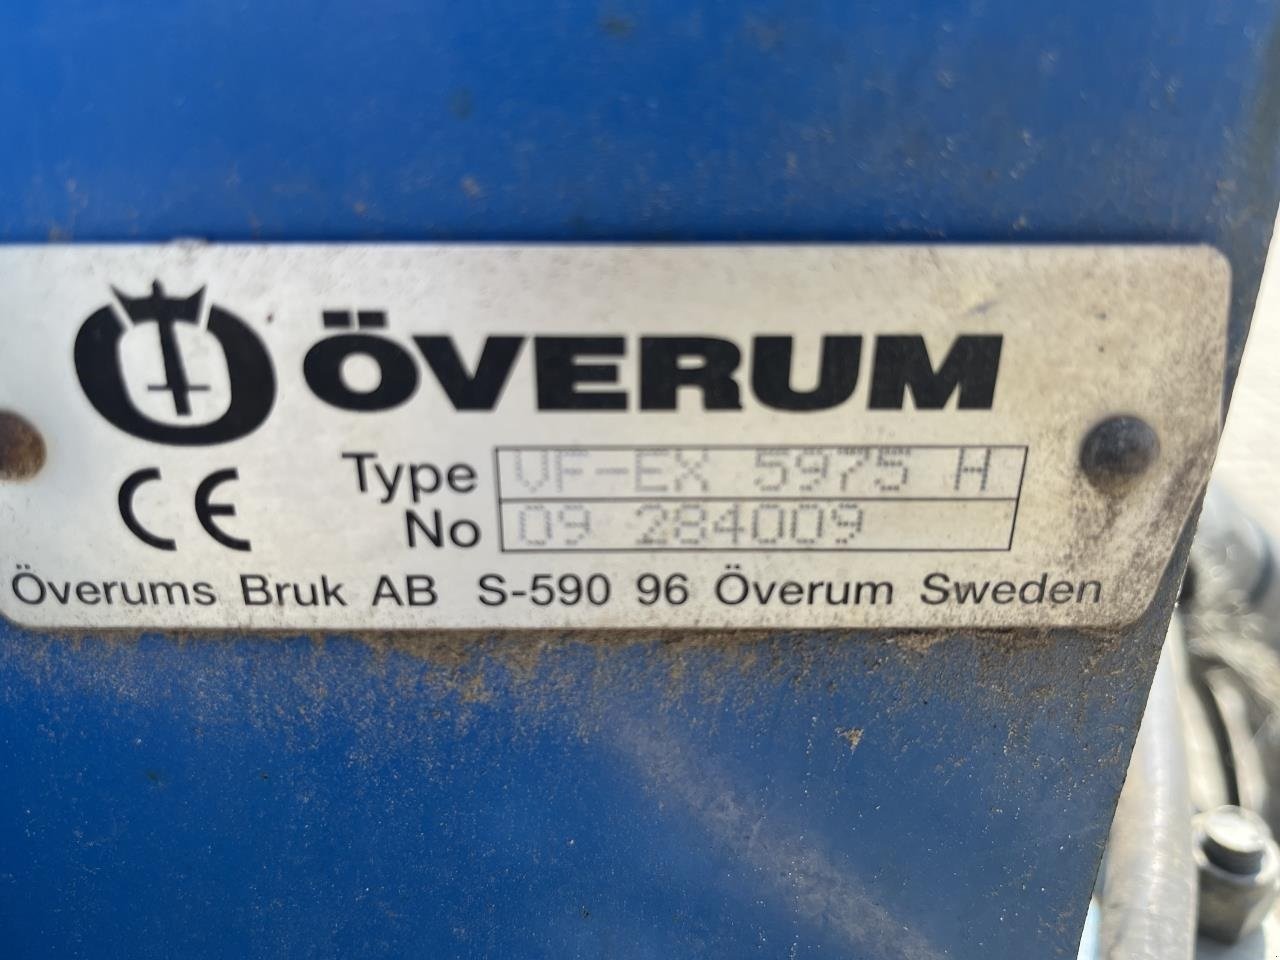 ÖVERUM
Type VF-EX 5975 H
CE
No 09 284009
Överums Bruk AB S-590 96 Överum Sweden